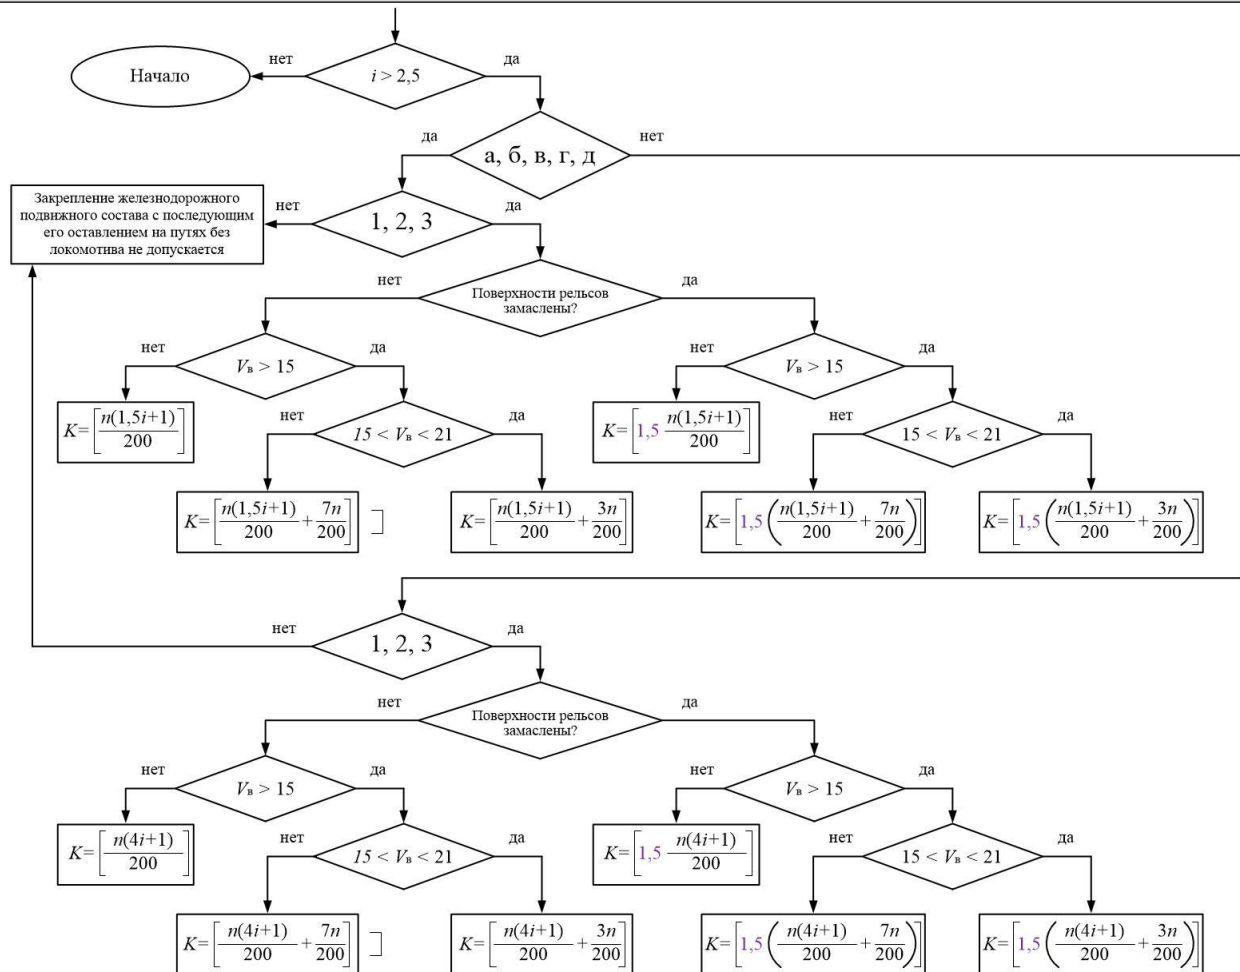 нет
да
Начало
i > 2,5
да
нет
а, б, в, г, д
Закрепление железнодорожного
подвижного состава с последующим
его оставлением на путях без
локомотива не допускается
нет
да
1, 2, 3
нет
да
Поверхности рельсов
замаслены?
нет
да
нет
да
Vв > 15
Vв > 15
K=[n(1,5i+1)/200]
нет
да
K=[1,5 n(1,5i+1)/200]
нет
да
15 < Vв < 21
15 < Vв < 21
K=[n(1,5i+1)/200 + 7n/200] ]
K=[n(1,5i+1)/200 + 3n/200]
K=[1,5 (n(1,5i+1)/200 + 7n/200)]
K=[1,5 (n(1,5i+1)/200 + 3n/200)]
нет
да
1, 2, 3
нет
да
Поверхности рельсов
замаслены?
нет
да
нет
да
Vв > 15
Vв > 15
K=[n(4i+1)/200]
нет
да
K=[1,5 n(4i+1)/200]
нет
да
15 < Vв < 21
15 < Vв < 21
K=[n(4i+1)/200 + 7n/200] ]
K=[n(4i+1)/200 + 3n/200]
K=[1,5 (n(4i+1)/200 + 7n/200)]
K=[1,5 (n(4i+1)/200 + 3n/200)]